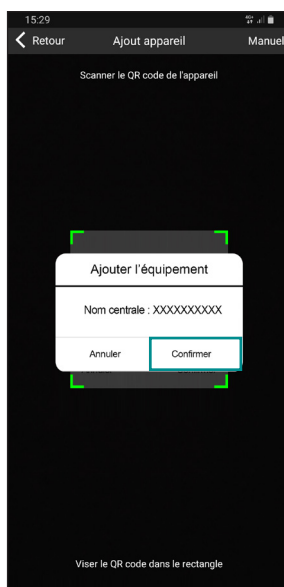 15:29
Retour Ajout appareil Manuel
Scanner le QR code de l'appareil
Ajouter l'équipement
Nom centrale : XXXXXXXXXX
Annuler Confirmer
Viser le QR code dans le rectangle